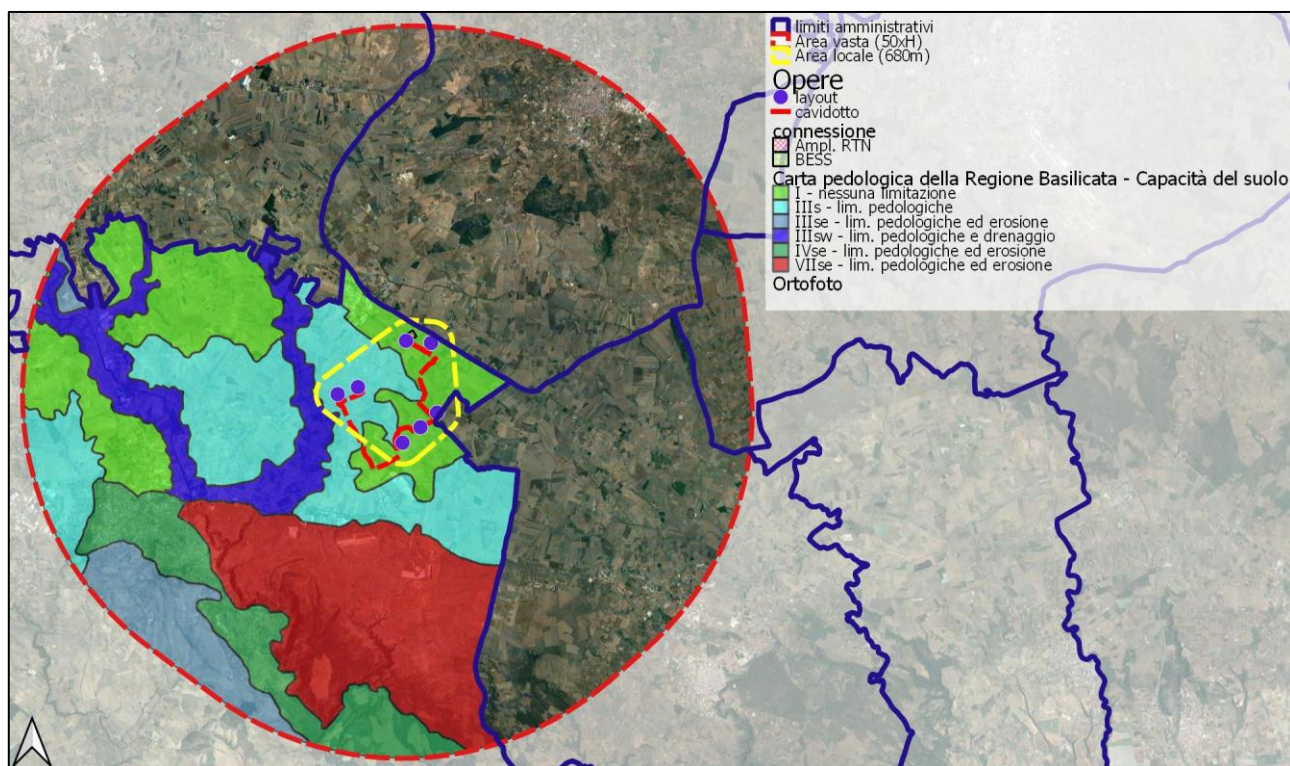 limiti amministrativi
Area vasta (50xH)
Area locale (680m)
Opere
layout
cavidotto
connessione
Ampl. RTN
BESS
Carta pedologica della Regione Basilicata - Capacità del suolo
I - nessuna limitazione
IIIs - lim. pedologiche
IIIse - lim. pedologiche ed erosione
IIIsw - lim. pedologiche e drenaggio
IVse - lim. pedologiche ed erosione
VIIse - lim. pedologiche ed erosione
Ortofoto